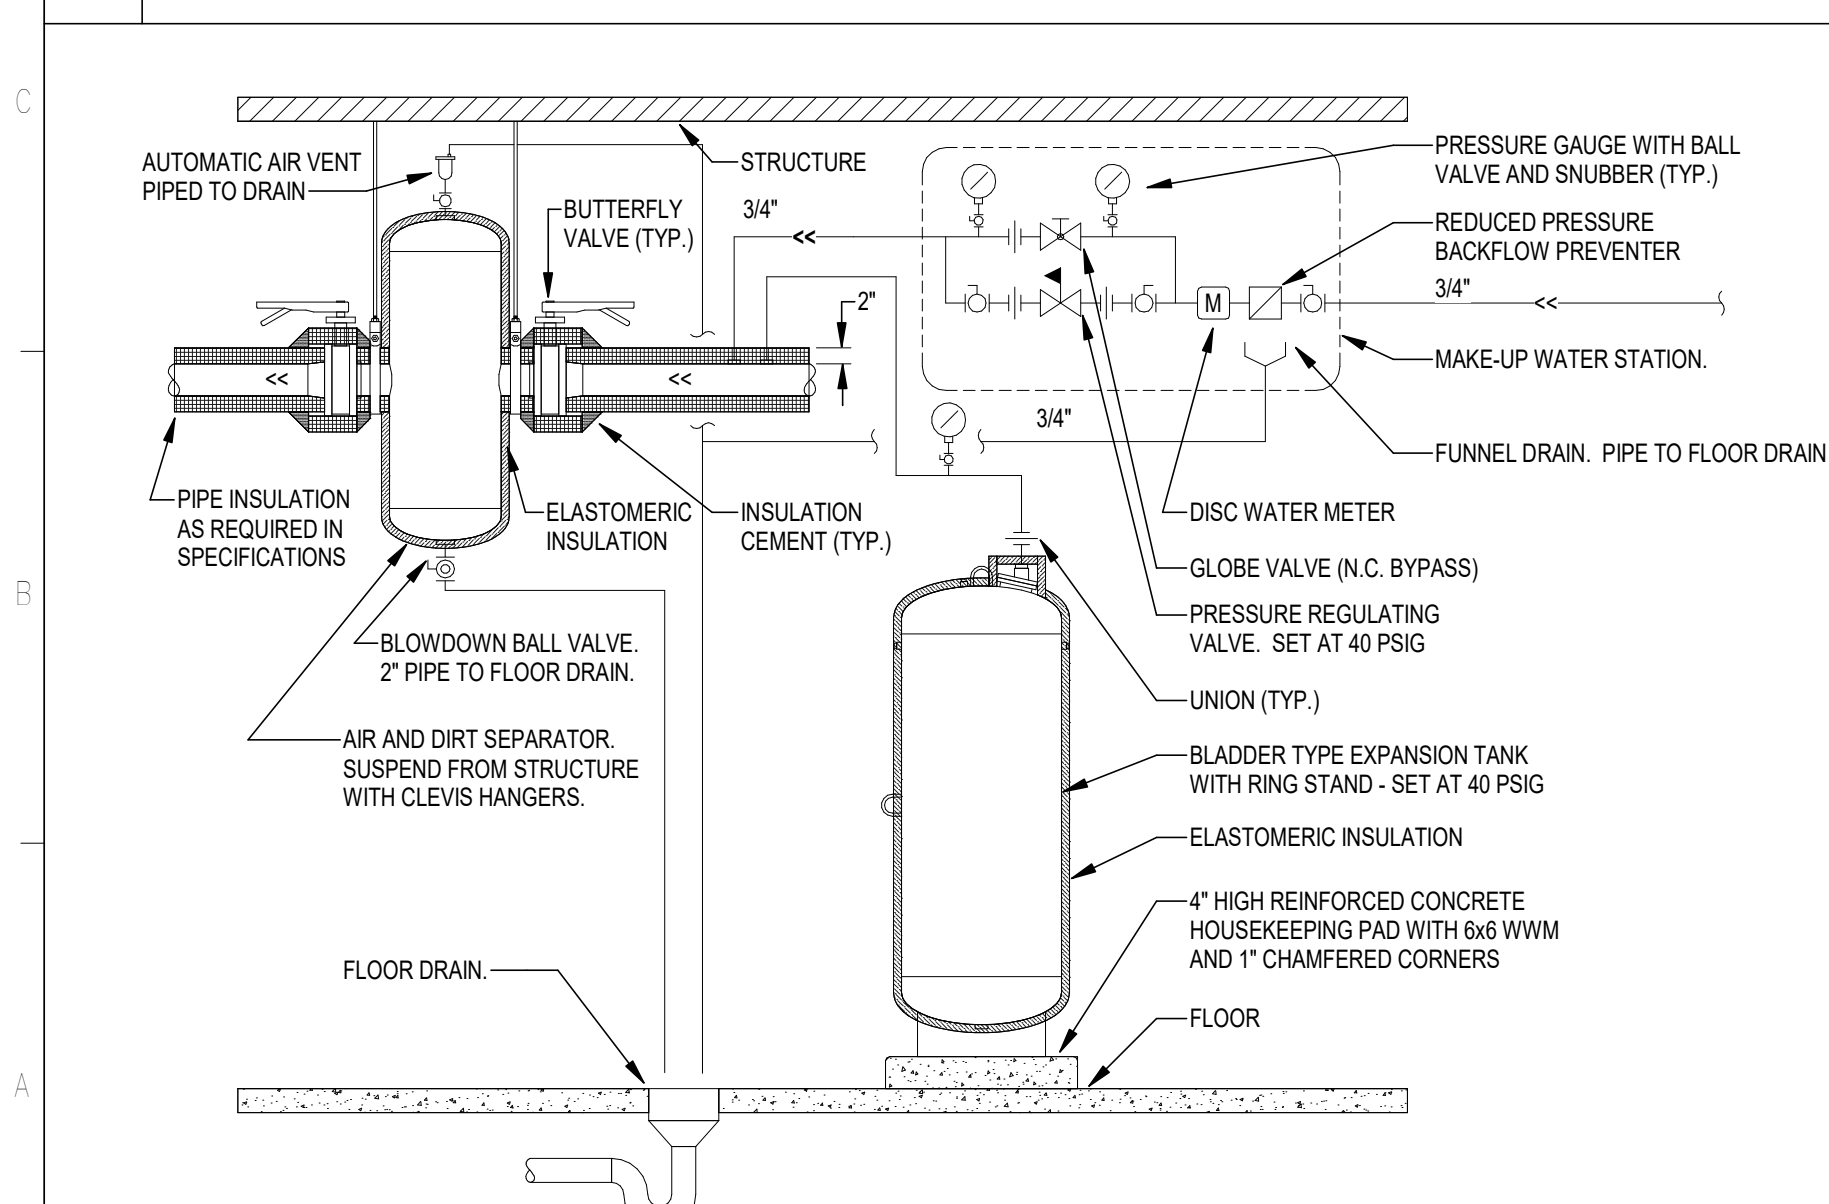 C
AUTOMATIC AIR VENT
PIPED TO DRAIN
STRUCTURE
BUTTERFLY
VALVE (TYP.)
3/4"
<<
2"
PRESSURE GAUGE WITH BALL
VALVE AND SNUBBER (TYP.)
REDUCED PRESSURE
BACKFLOW PREVENTER
3/4"
<<
M
MAKE-UP WATER STATION.
<<
<<
3/4"
FUNNEL DRAIN. PIPE TO FLOOR DRAIN
PIPE INSULATION
AS REQUIRED IN
SPECIFICATIONS
ELASTOMERIC
INSULATION
INSULATION
CEMENT (TYP.)
DISC WATER METER
GLOBE VALVE (N.C. BYPASS)
B
PRESSURE REGULATING
VALVE. SET AT 40 PSIG
BLOWDOWN BALL VALVE.
2" PIPE TO FLOOR DRAIN.
UNION (TYP.)
AIR AND DIRT SEPARATOR.
SUSPEND FROM STRUCTURE
WITH CLEVIS HANGERS.
BLADDER TYPE EXPANSION TANK
WITH RING STAND - SET AT 40 PSIG
ELASTOMERIC INSULATION
4" HIGH REINFORCED CONCRETE
HOUSEKEEPING PAD WITH 6x6 WWM
AND 1" CHAMFERED CORNERS
FLOOR DRAIN.
FLOOR
A